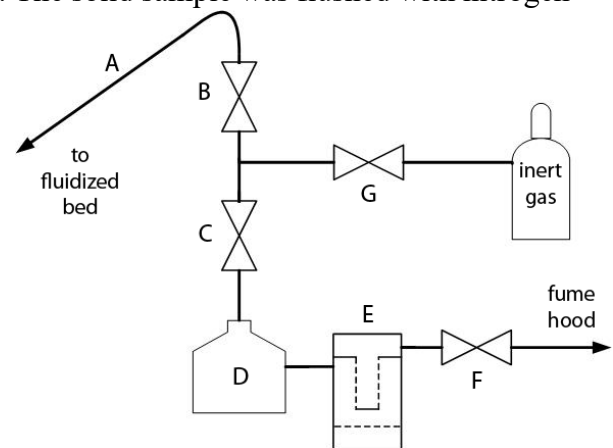 . The solid sample was flushed with nitrogen
A
B
to
fluidized
bed
G
inert
gas
C
fume
hood
E
D
F